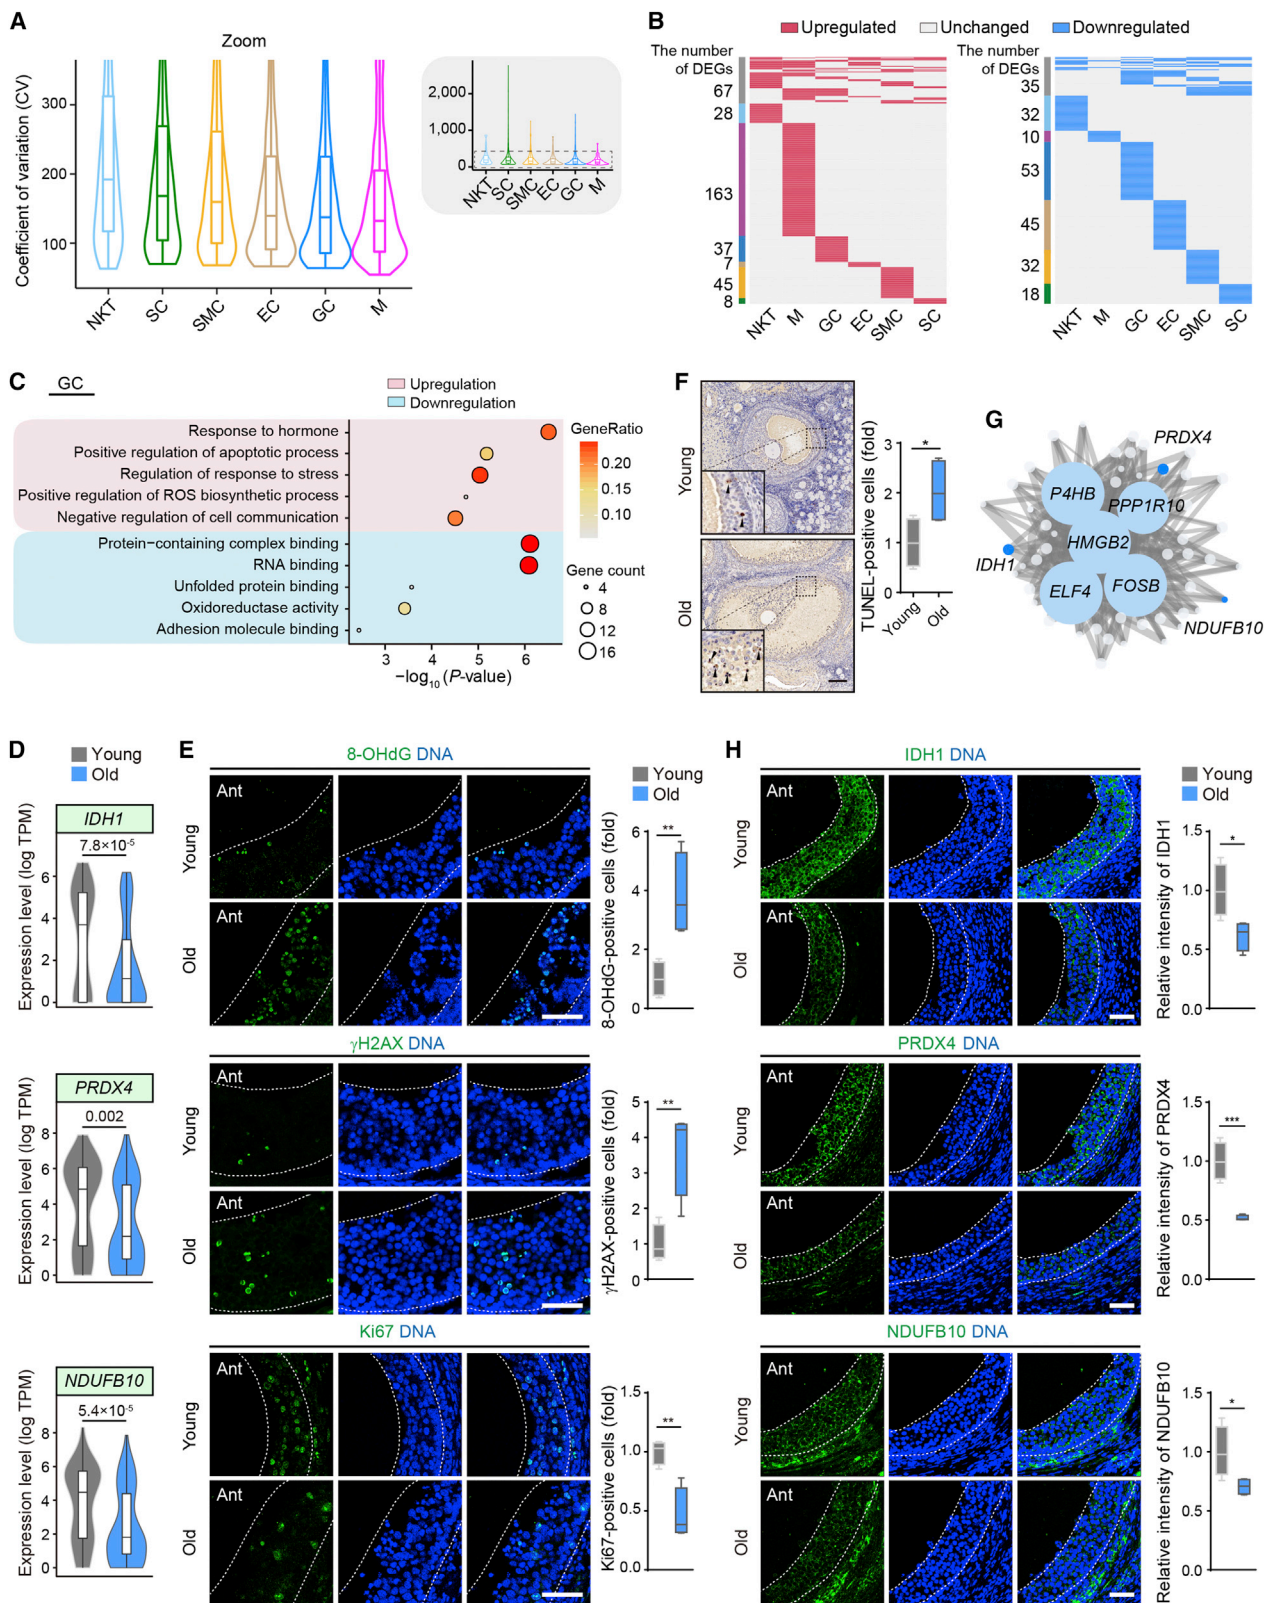 A
Zoom
Coefficient of variation (CV)
300
200
100
NKT
SC
SMC
EC
GC
M
2,000
1,000
0
NKT
SC
SMC
EC
GC
M
B
Upregulated
Unchanged
Downregulated
The number
of DEGs
67
28
163
37
7
45
8
NKT
M
GC
EC
SMC
SC
The number
of DEGs
35
32
10
53
45
32
18
NKT
M
GC
EC
SMC
SC
C
GC
Upregulation
Downregulation
Response to hormone
Positive regulation of apoptotic process
Regulation of response to stress
Positive regulation of ROS biosynthetic process
Negative regulation of cell communication
Protein−containing complex binding
RNA binding
Unfolded protein binding
Oxidoreductase activity
Adhesion molecule binding
3
4
5
6
−log10 (P-value)
GeneRatio
0.20
0.15
0.10
Gene count
4
8
12
16
F
Young
Old
TUNEL-positive cells (fold)
3
2
1
0
*
Young
Old
G
PRDX4
P4HB
PPP1R10
HMGB2
IDH1
ELF4
FOSB
NDUFB10
D
Young
Old
IDH1
7.8×10-5
Expression level (log TPM)
6
4
2
0
PRDX4
0.002
Expression level (log TPM)
8
6
4
2
0
NDUFB10
5.4×10-5
Expression level (log TPM)
8
6
4
2
0
E
8-OHdG DNA
Young
Ant
Old
Ant
Young
Old
8-OHdG-positive cells (fold)
6
4
2
0
**
γH2AX DNA
Young
Ant
Old
Ant
γH2AX-positive cells (fold)
5
4
3
2
1
0
**
Ki67 DNA
Young
Ant
Old
Ant
Ki67-positive cells (fold)
1.5
1.0
0.5
0.0
**
H
IDH1 DNA
Young
Ant
Old
Ant
Young
Old
Relative intensity of IDH1
1.5
1.0
0.5
0.0
*
PRDX4 DNA
Young
Ant
Old
Ant
Relative intensity of PRDX4
1.5
1.0
0.5
0.0
***
NDUFB10 DNA
Young
Ant
Old
Ant
Relative intensity of NDUFB10
1.5
1.0
0.5
0.0
*